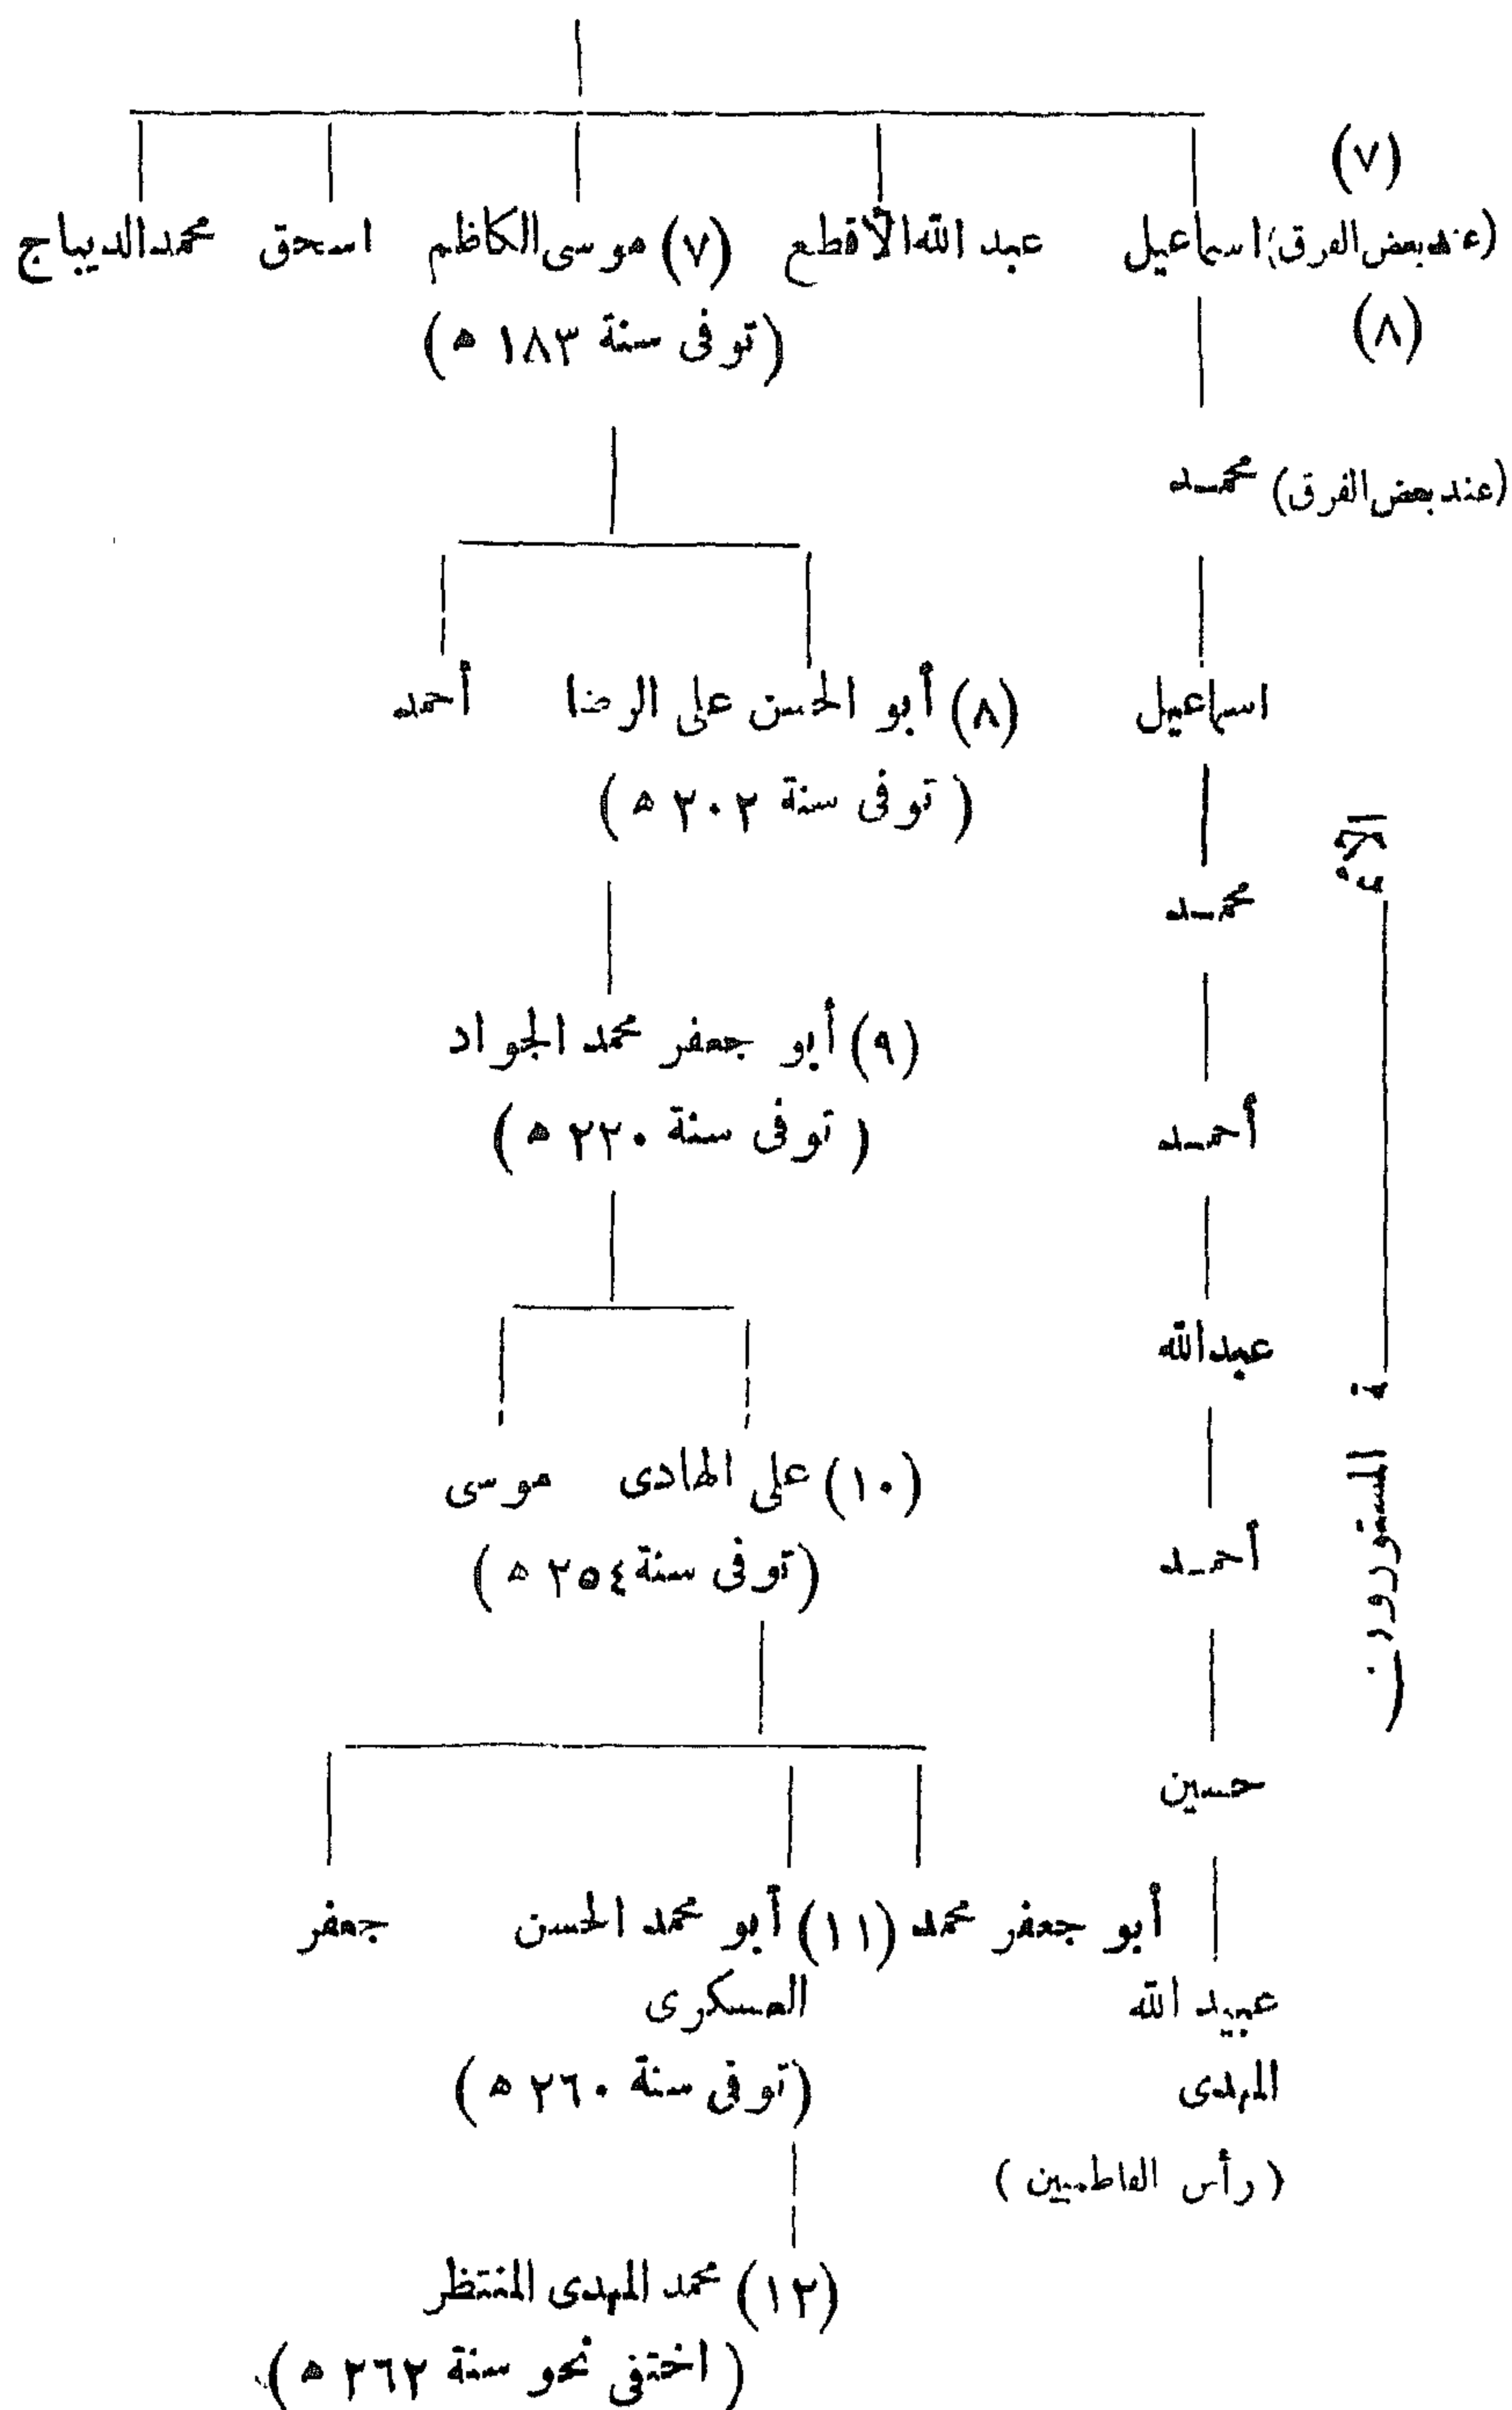 (٧)
(عند بعض الفرق) اسماعيل عبد الله الأقطع (٧) موسى الكاظم اسحق محمد الديباج
(٨)
(توفى سنة ١٨٣ ه)
(عند بعض الفرق) محمد
اسماعيل (٨) أبو الحسن على الرضا أحمد
(توفى سنة ٢٠٢ ه)
محمد
(٩) أبو جعفر محمد الجواد
أحمد
(توفى سنة ٢٢٠ ه)
عبد الله
(١٠) على الهادى موسى
أحمد
(توفى سنة ٢٥٤ ه)
الأئمة المستورون
حسين
أبو جعفر محمد (١١) أبو محمد الحسن جعفر
عبيد الله العسكرى
المهدى (توفى سنة ٢٦٠ ه)
(رأس الفاطميين)
(١٢) محمد المهدى المنتظر
(اختفى نحو سنة ٢٦٢ ه)